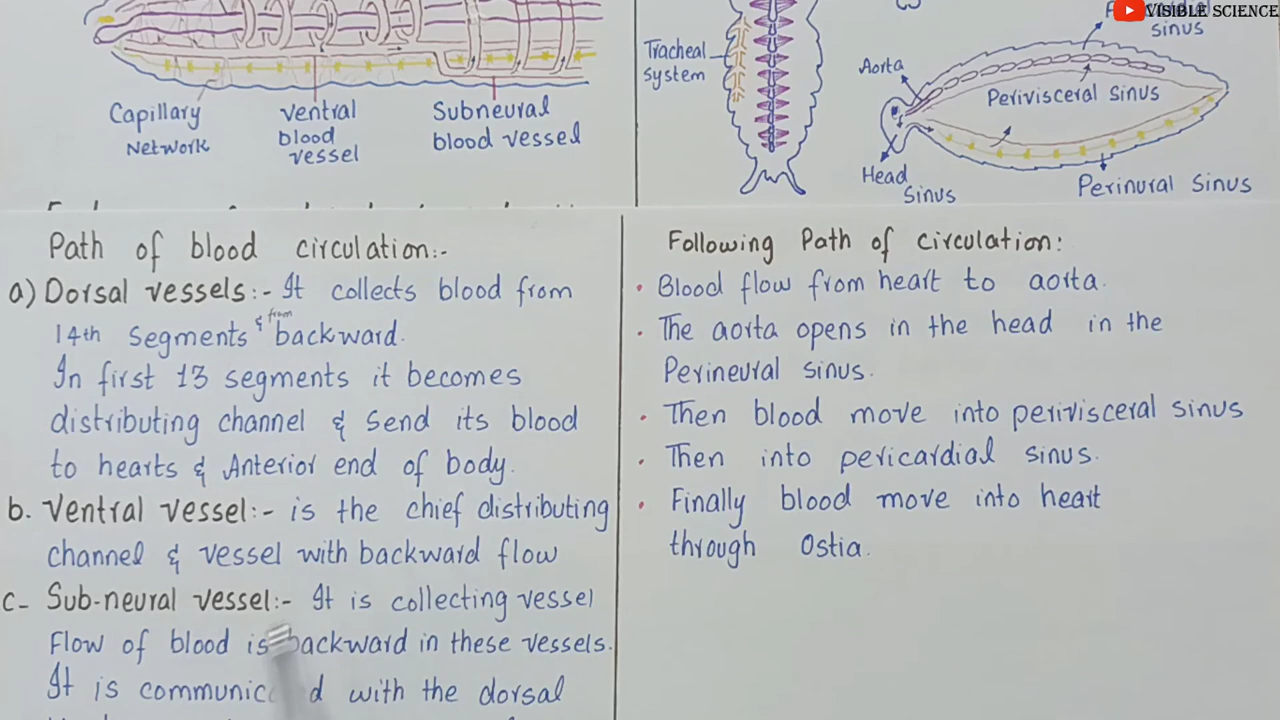 VISIBLE SCIENCE
sinus
Tracheal
system
Aorta
Perivisceral Sinus
Head
Sinus
Perinural Sinus
Capillary
Network
ventral
blood
vessel
Subneural
blood vessed
Path of blood circulation:-
a) Dorsal vessels:- It collects blood from
14th segments & from backward.
In first 13 segments it becomes
distributing channel & send its blood
to hearts & Anterior end of body.
b. Ventral vessel:- is the chief distributing
channel & vessel with backward flow
c- Sub-neural vessel:- It is collecting vessel
Flow of blood is backward in these vessels.
It is with the dorsal
Following Path of circulation:
• Blood flow from heart to aorta.
• The aorta opens in the head in the
Perineural sinus.
• Then blood move into perivisceral sinus
• Then into pericardial sinus.
• Finally blood move into heart
through Ostia.